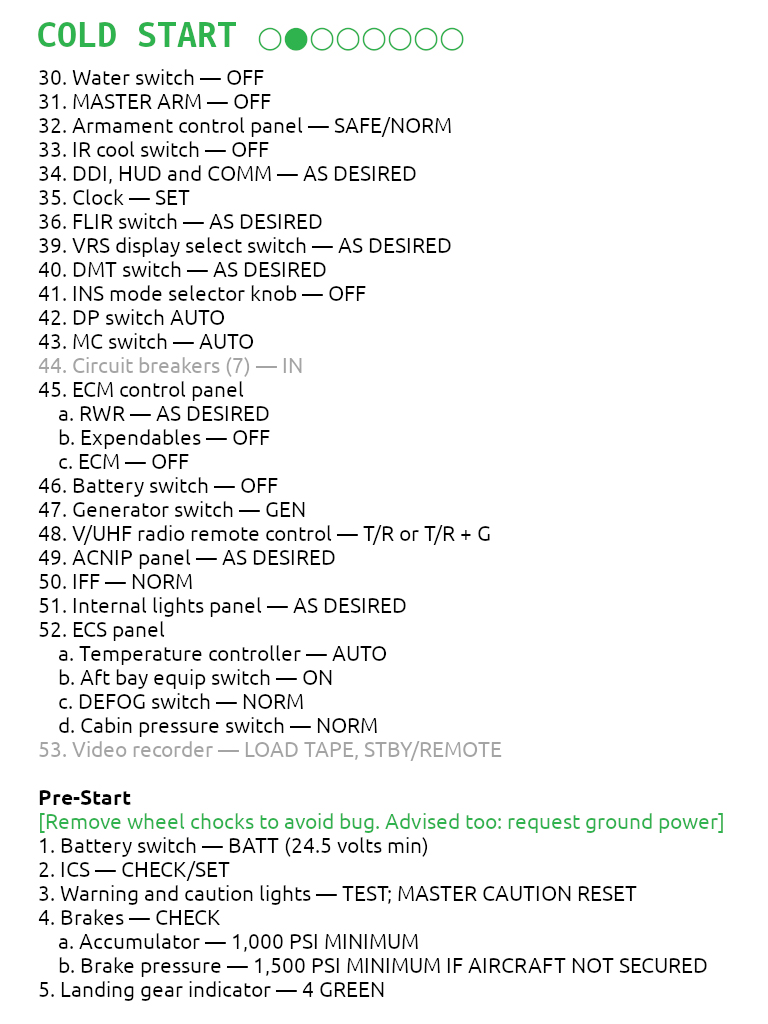 COLD START
30. Water switch — OFF
31. MASTER ARM — OFF
32. Armament control panel — SAFE/NORM
33. IR cool switch — OFF
34. DDI, HUD and COMM — AS DESIRED
35. Clock — SET
36. FLIR switch — AS DESIRED
39. VRS display select switch — AS DESIRED
40. DMT switch — AS DESIRED
41. INS mode selector knob — OFF
42. DP switch AUTO
43. MC switch — AUTO
44. Circuit breakers (7) — IN
45. ECM control panel
a. RWR — AS DESIRED
b. Expendables — OFF
c. ECM — OFF
46. Battery switch — OFF
47. Generator switch — GEN
48. V/UHF radio remote control — T/R or T/R + G
49. ACNIP panel — AS DESIRED
50. IFF — NORM
51. Internal lights panel — AS DESIRED
52. ECS panel
a. Temperature controller — AUTO
b. Aft bay equip switch — ON
c. DEFOG switch — NORM
d. Cabin pressure switch — NORM
53. Video recorder — LOAD TAPE, STBY/REMOTE
Pre-Start
[Remove wheel chocks to avoid bug. Advised too: request ground power]
1. Battery switch — BATT (24.5 volts min)
2. ICS — CHECK/SET
3. Warning and caution lights — TEST; MASTER CAUTION RESET
4. Brakes — CHECK
a. Accumulator — 1,000 PSI MINIMUM
b. Brake pressure — 1,500 PSI MINIMUM IF AIRCRAFT NOT SECURED
5. Landing gear indicator — 4 GREEN